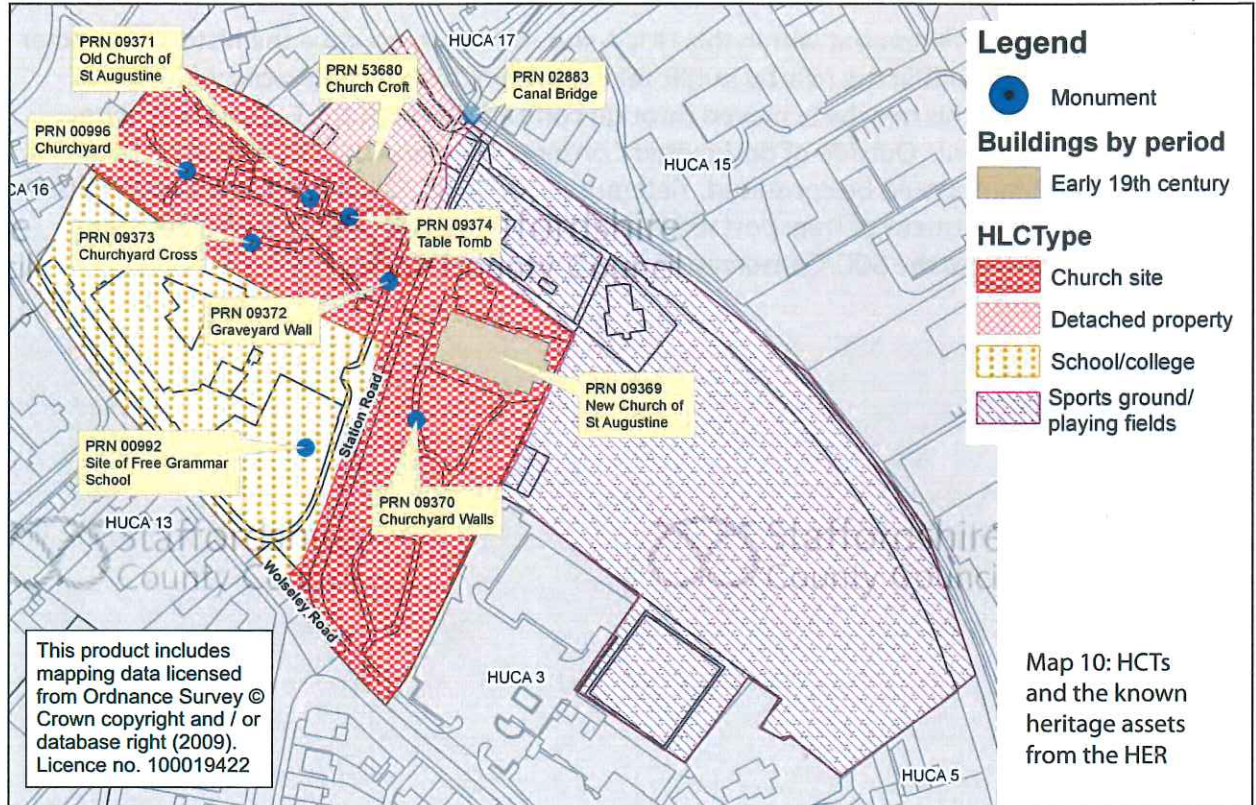 HUCA 17
PRN 09371
Old Church of
St Augustine
PRN 53680
Church Croft
PRN 02883
Canal Bridge
PRN 00996
Churchyard
HUCA 15
CA 16
PRN 09374
Table Tomb
PRN 09373
Churchyard Cross
PRN 09372
Graveyard Wall
Station Road
PRN 09369
New Church of
St Augustine
PRN 00992
Site of Free Grammar
School
PRN 09370
Churchyard Walls
HUCA 13
Wolseley Road
HUCA 3
HUCA 5
This product includes
mapping data licensed
from Ordnance Survey ©
Crown copyright and / or
database right (2009).
Licence no. 100019422
Legend
Monument
Buildings by period
Early 19th century
HLCType
Church site
Detached property
School/college
Sports ground/
playing fields
Map 10: HCTs
and the known
heritage assets
from the HER